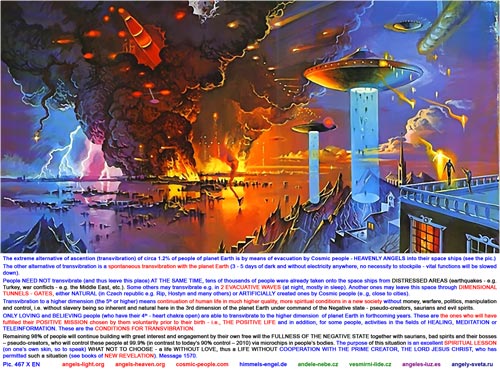 The extreme alternative of ascention (transvibration) of circa 1.2% of people of planet Earth is by means of evacuation by Cosmic people - HEAVENLY ANGELS into their space ships (see the pic.)
The other alternative of transvibration is a spontaneous transvibration with the planet Earth (3 - 5 days of dark and without electricity anywhere, no necessity to stockpile - vital functions will be slowed
down).
People NEED NOT transvibrate (and thus leave this place) AT THE SAME TIME, tens of thousands of people were already taken onto the space ships from DISTRESSED AREAS (earthquakes - e.g.
Turkey, war conflicts - e.g. the Middle East, etc.). Some others may transvibrate e.g. in 2 EVACUATIVE WAVES (at night, mostly in sleep). Another ones may leave this space through DIMENSIONAL
TUNNELS - GATES, either NATURAL (in Czech republic e.g. Rip, Hostyn and many others) or ARTIFICIAL (created if necessary anywhere and anytimes by Cosmic people by means of their ships).
Transvibration to a higher dimension (the 5th or higher) means continuation of human life in much higher quality, more spiritual conditions in a new society without money, warfare, politics, manipulation
and control, i.e. without slavery being so inherent and natural here in the 3rd dimension of the planet Earth under command of the Negative state - pseudo-creators, saurians and evil spirits.
ONLY LOVING and BELIEVING people (who have their 4th - heart chakra open) are able to transvibrate to the higher dimension of planet Earth in forthcoming years. These are the ones who will have
fulfilled their POSITIVE MISSION chosen by themselves voluntarily prior to their birth - i.e., THE POSITIVE LIFE and in addition, for some people, activities in the fields of HEALING, MEDITATION or
TELEINFORMATION. These are the CONDITIONS FOR TRANSVIBRATION.
Remaining 98% of people will continue building with great interest and engagement by their own free will the FULLNESS OF THE NEGATIVE STATE together with saurians, bad spirits and their bosses
– pseudo-creators, who will control these people at 99.9% (in contrast to today's 90% control – 2010) via microchips in people's bodies. The purpose of this situation is an excellent SPIRITUAL LESSON
(on one's own skin, so to speak) WHAT NOT TO CHOOSE - a life WITHOUT LOVE, thus a LIFE WITHOUT COOPERATION WITH THE PRIME CREATOR, THE LORD JESUS CHRIST, who has
permitted such a situation (see books of NEW REVELATION). Message 1570.
Pic. 467 X EN angels-light.org angels-heaven.org cosmic-people.com himmels-engel.de andele-nebe.cz vesmirni-lide.cz angeles-luz.es angely-sveta.ru